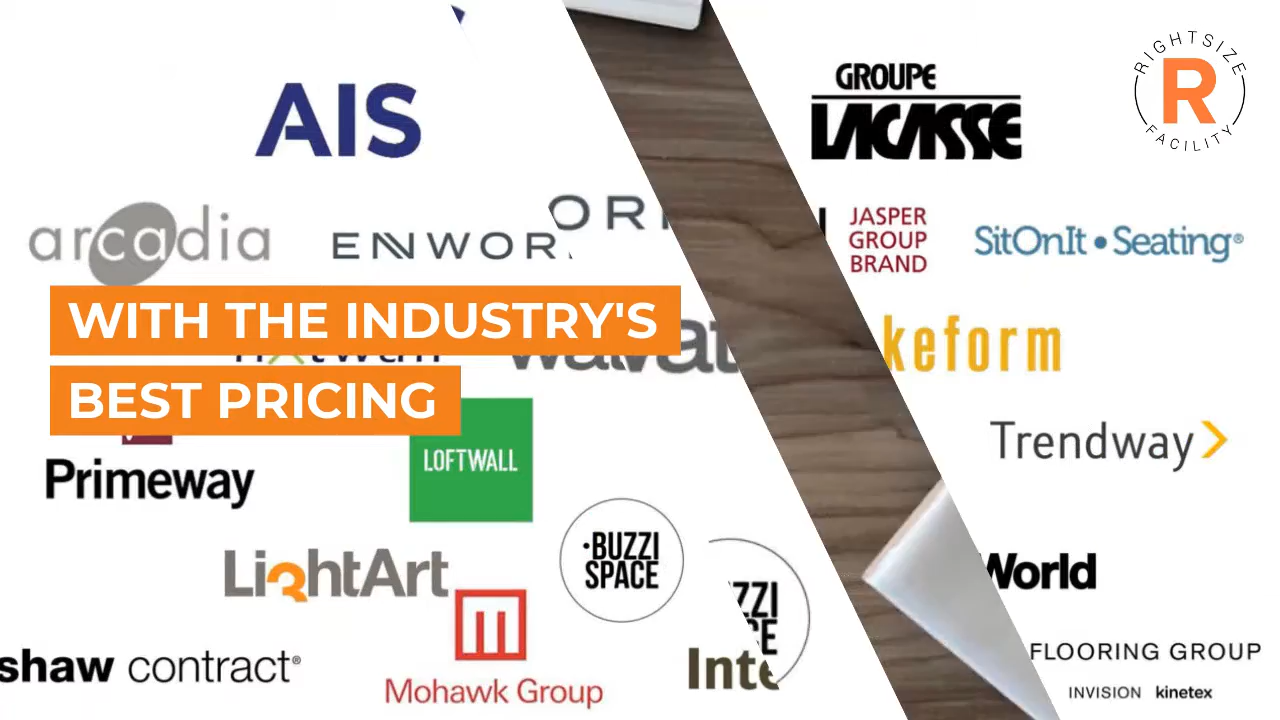 AIS
GROUPE
LACASSE
RIGHTSIZE
R
FACILITY
arcadia
ENWOR
JASPER
GROUP
BRAND
SitOnIt • Seating®
WITH THE INDUSTRY'S
keform
BEST PRICING
Trendway
Primeway
LOFTWALL
LightArt
•BUZZI
SPACE
World
shaw contract®
Mohawk Group
FLOORING GROUP
INVISION kinetex